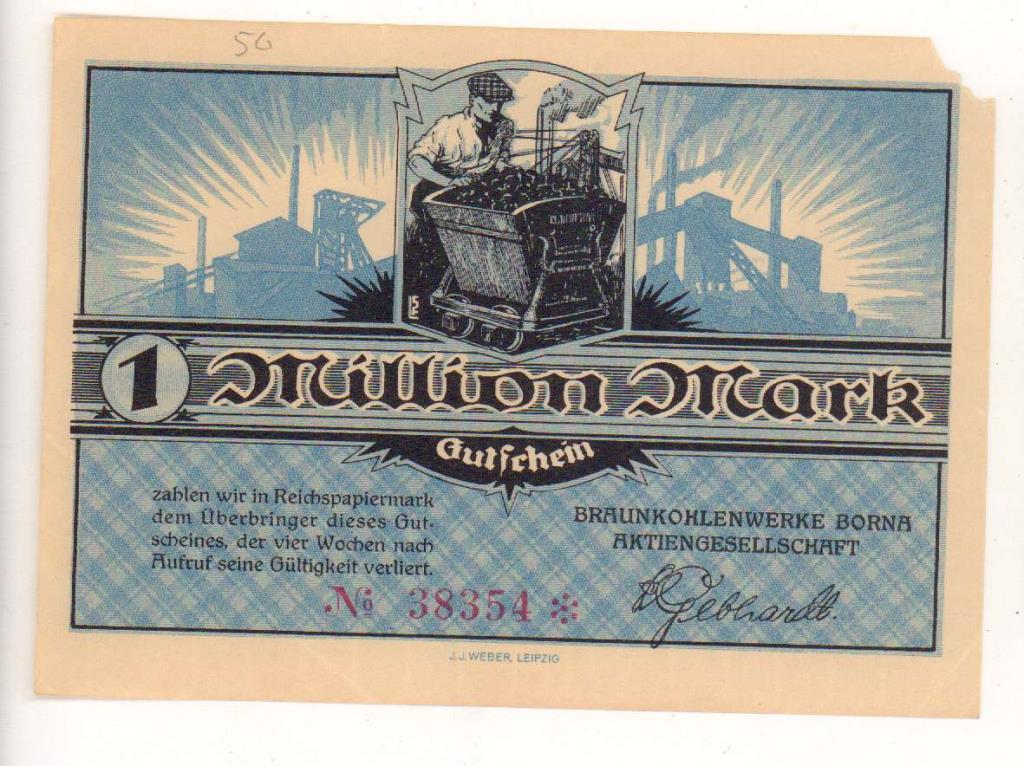 50
1 Million Mark
Gutschein
zahlen wir in Reichspapiermark
dem Überbringer dieses Gut-
scheines, der vier Wochen nach
Aufruf seine Gültigkeit verliert.
BRAUNKOHLENWERKE BORNA
AKTIENGESELLSCHAFT
Gebhardt.
№ 38354 *
J.J. WEBER, LEIPZIG